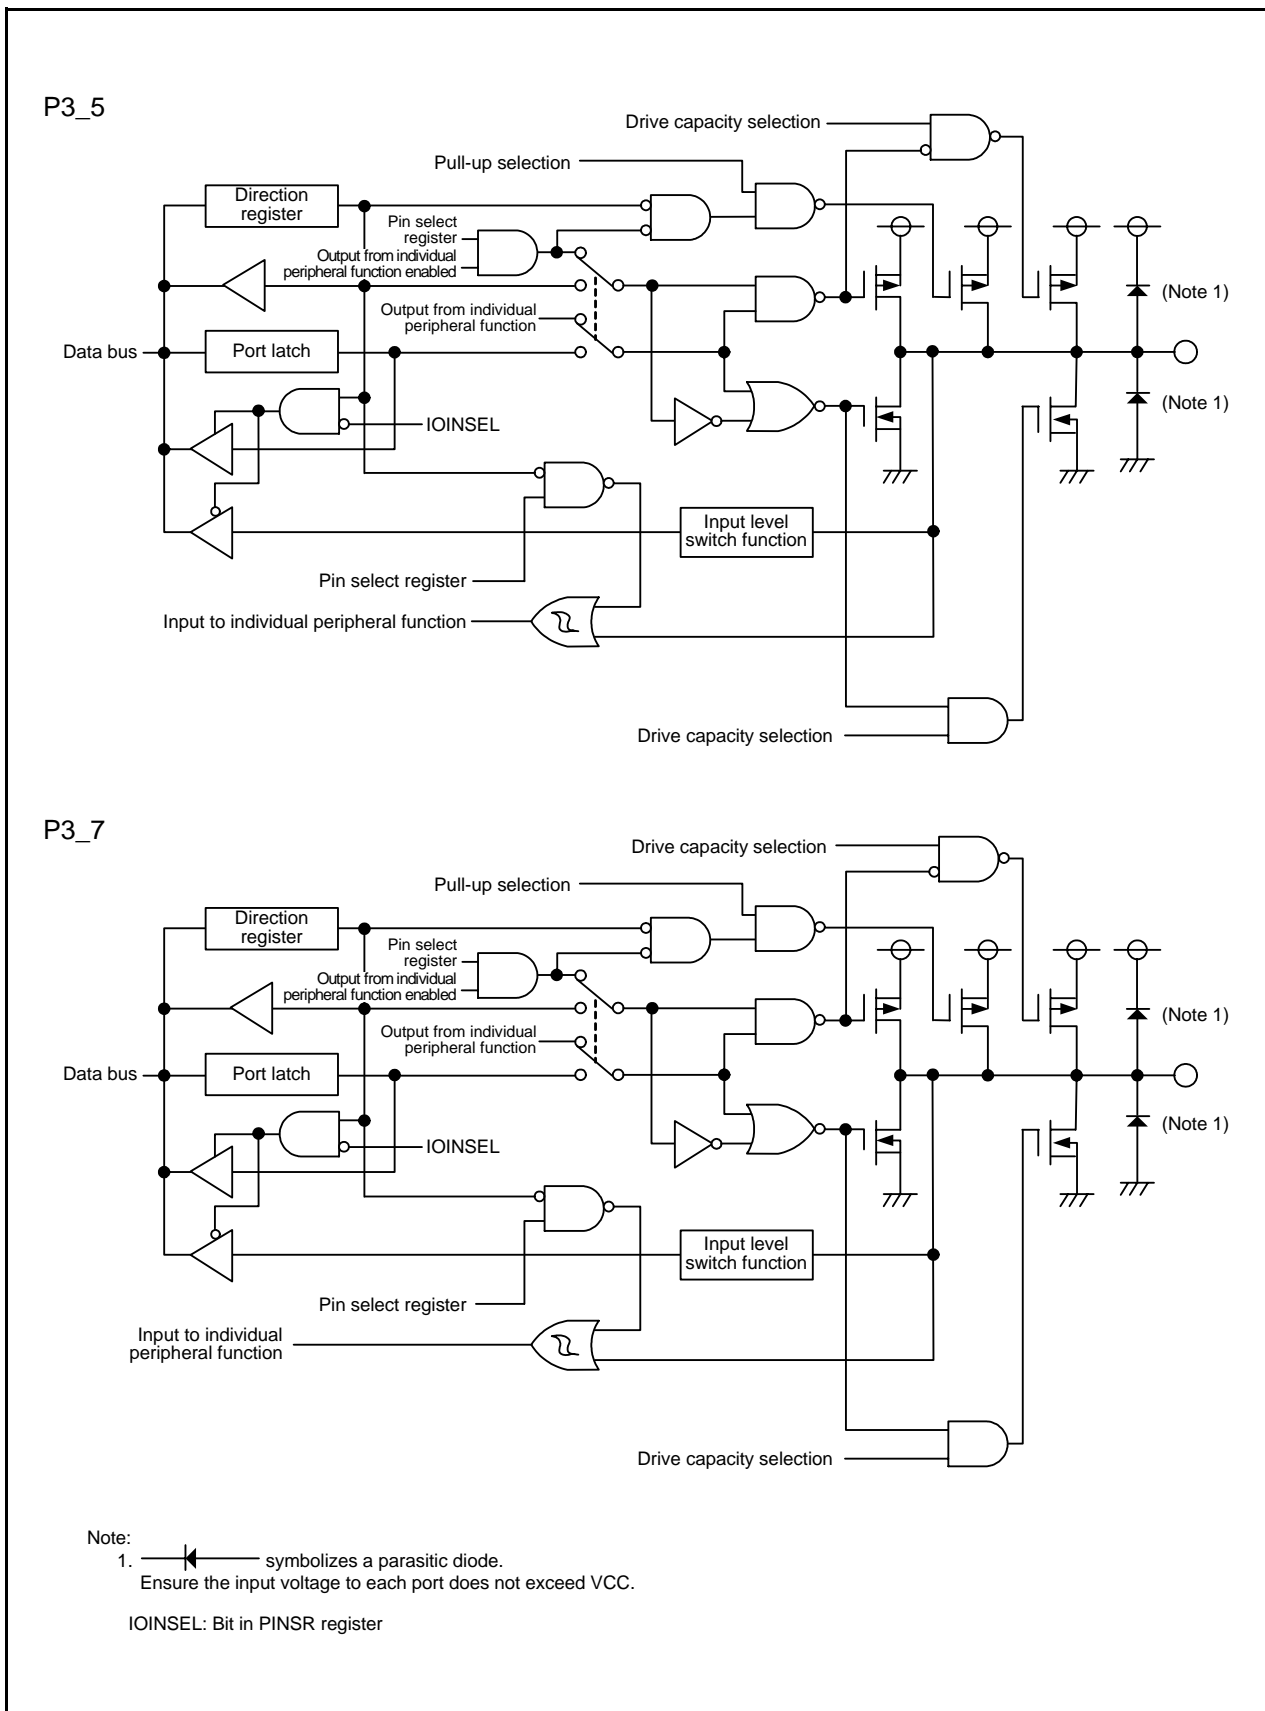 P3_5
Drive capacity selection
Pull-up selection
Direction
register
Pin select
register
Output from individual
peripheral function enabled
Output from individual
peripheral function
(Note 1)
Data bus
Port latch
(Note 1)
IOINSEL
Input level
switch function
Pin select register
Input to individual peripheral function
Drive capacity selection
P3_7
Drive capacity selection
Pull-up selection
Direction
register
Pin select
register
Output from individual
peripheral function enabled
Output from individual
peripheral function
(Note 1)
Data bus
Port latch
(Note 1)
IOINSEL
Input level
switch function
Pin select register
Input to individual
peripheral function
Drive capacity selection
Note:
1. symbolizes a parasitic diode.
Ensure the input voltage to each port does not exceed VCC.
IOINSEL: Bit in PINSR register